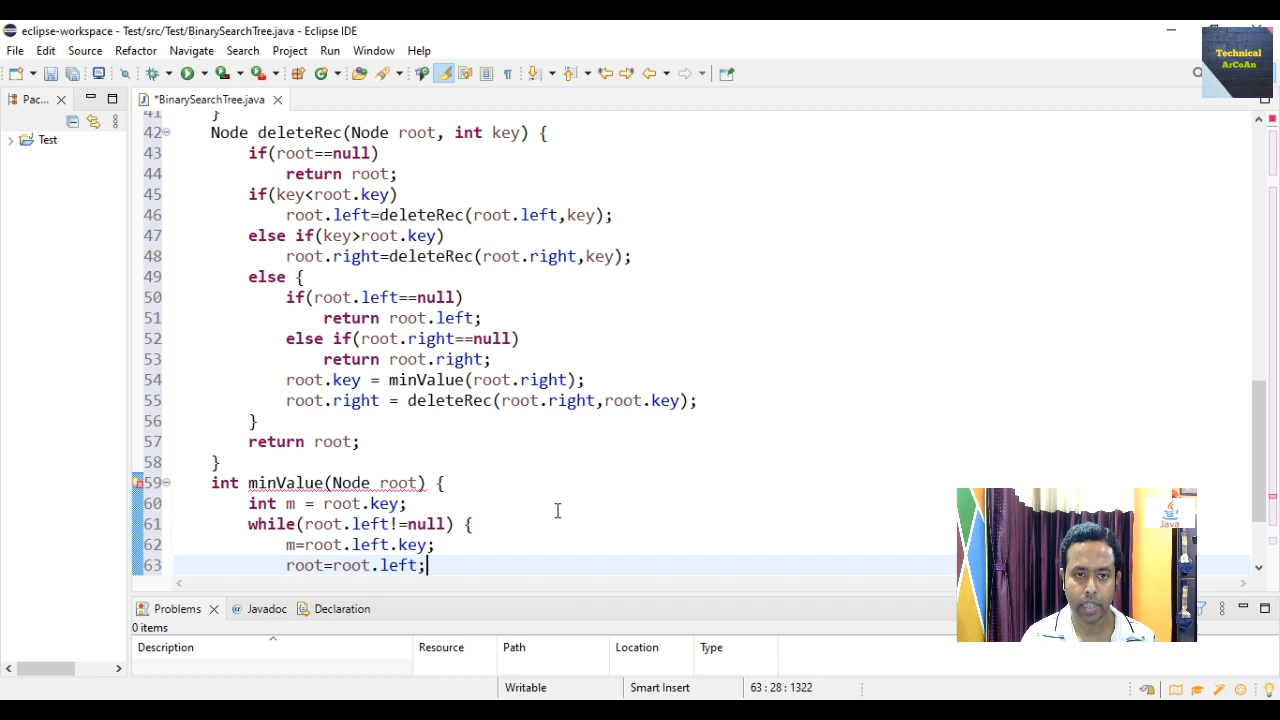 eclipse-workspace - Test/src/Test/BinarySearchTree.java - Eclipse IDE
File Edit Source Refactor Navigate Search Project Run Window Help
Technical
ArCoAn
Pac...
*BinarySearchTree.java
Test
41 }
42 Node deleteRec(Node root, int key) {
43 if(root==null)
44 return root;
45 if(key<root.key)
46 root.left=deleteRec(root.left,key);
47 else if(key>root.key)
48 root.right=deleteRec(root.right,key);
49 else {
50 if(root.left==null)
51 return root.left;
52 else if(root.right==null)
53 return root.right;
54 root.key = minValue(root.right);
55 root.right = deleteRec(root.right,root.key);
56 }
57 return root;
58 }
59 int minValue(Node root) {
60 int m = root.key;
61 while(root.left!=null) {
62 m=root.left.key;
63 root=root.left;
Java
Problems @ Javadoc Declaration
0 items
Description Resource Path Location Type
Writable Smart Insert 63 : 28 : 1322